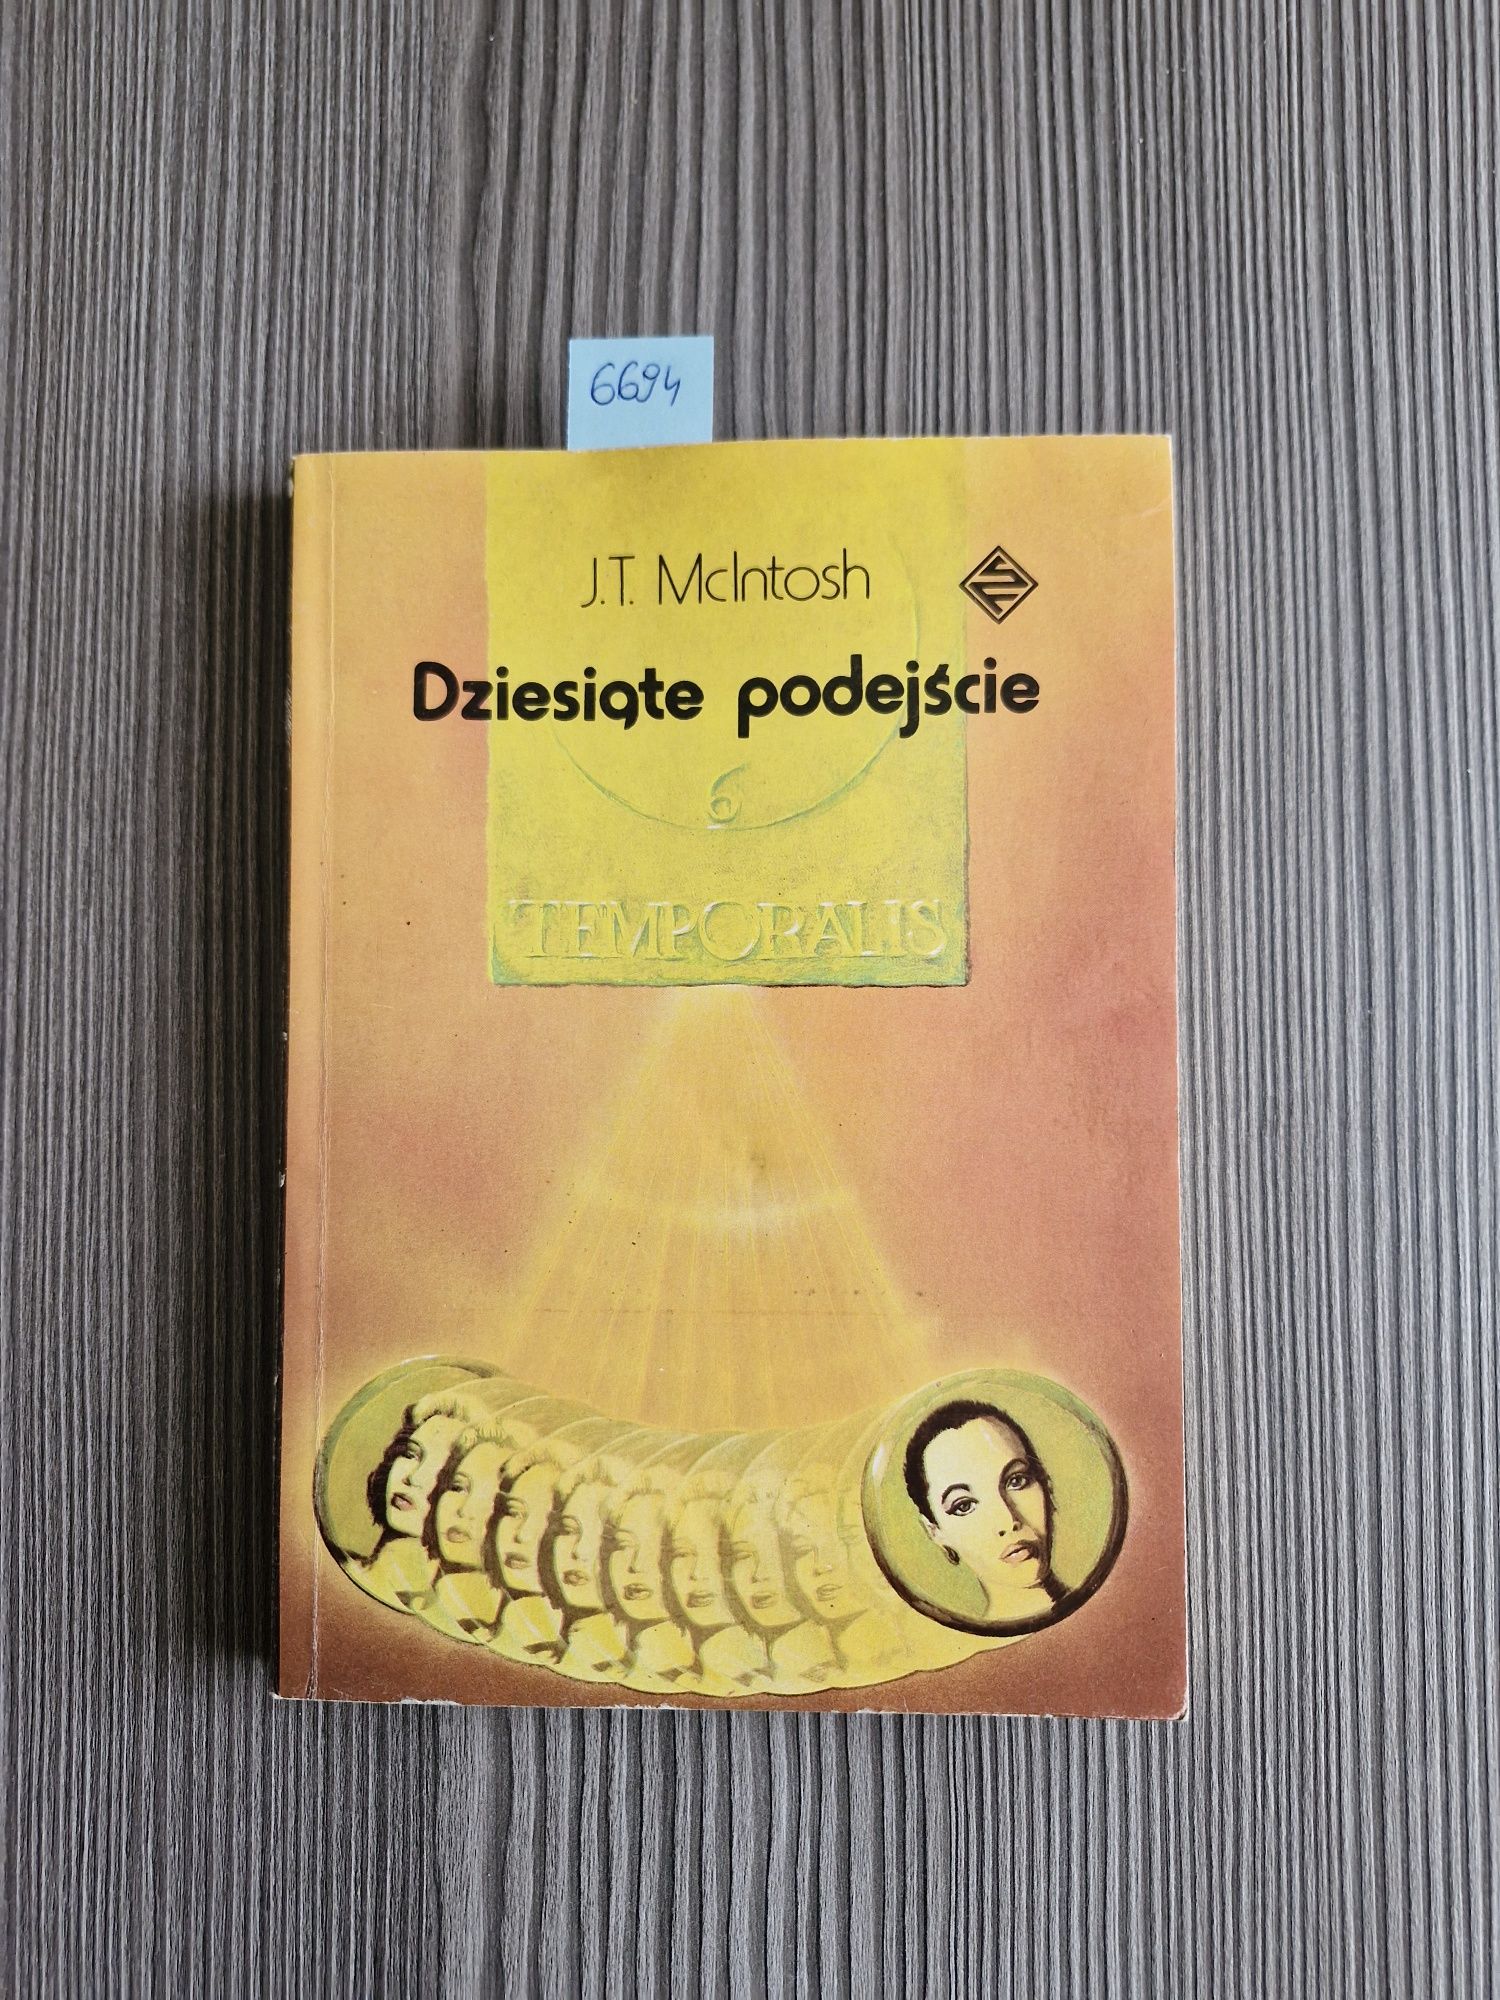 6694
J.T. McIntosh
Dziesiąte podejście
6
TEMPORALIS